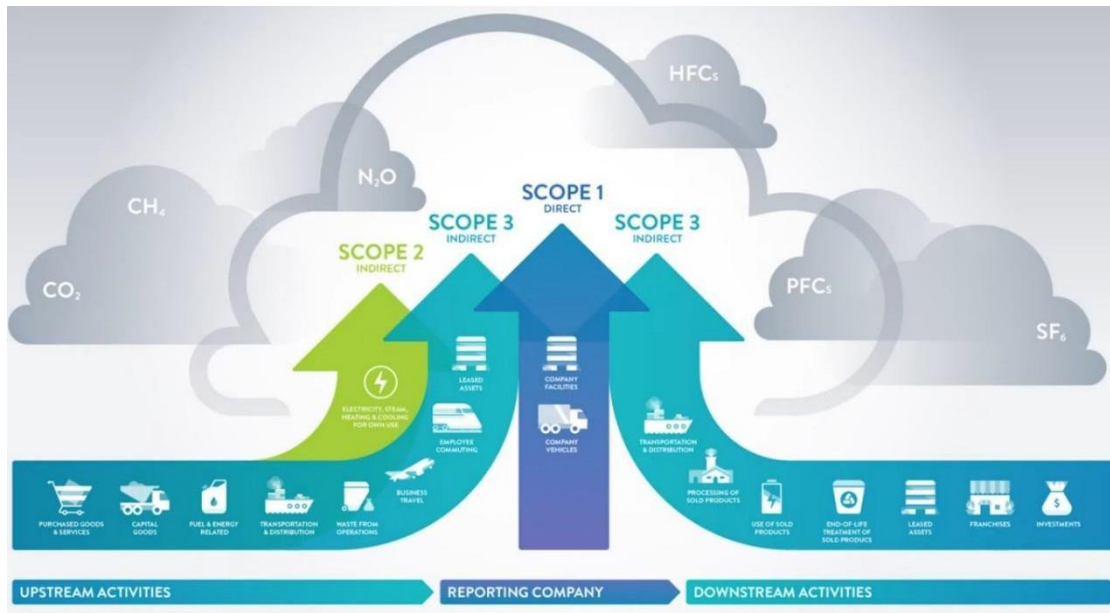 HFCs
N₂O
CH₄
CO₂
PFCs
SF₆
SCOPE 1
DIRECT
SCOPE 3
INDIRECT
SCOPE 3
INDIRECT
SCOPE 2
INDIRECT
ELECTRICITY, STEAM,
HEATING & COOLING
FOR OWN USE
LEASED
ASSETS
EMPLOYEE
COMMUTING
BUSINESS
TRAVEL
COMPANY
FACILITIES
COMPANY
VEHICLES
TRANSPORTATION
& DISTRIBUTION
PROCESSING OF
SOLD PRODUCTS
PURCHASED GOODS
& SERVICES
CAPITAL
GOODS
FUEL & ENERGY
RELATED
TRANSPORTATION
& DISTRIBUTION
WASTE FROM
OPERATIONS
USE OF SOLD
PRODUCTS
END-OF-LIFE
TREATMENT OF
SOLD PRODUCS
LEASED
ASSETS
FRANCHISES
INVESTMENTS
$
UPSTREAM ACTIVITIES
REPORTING COMPANY
DOWNSTREAM ACTIVITIES